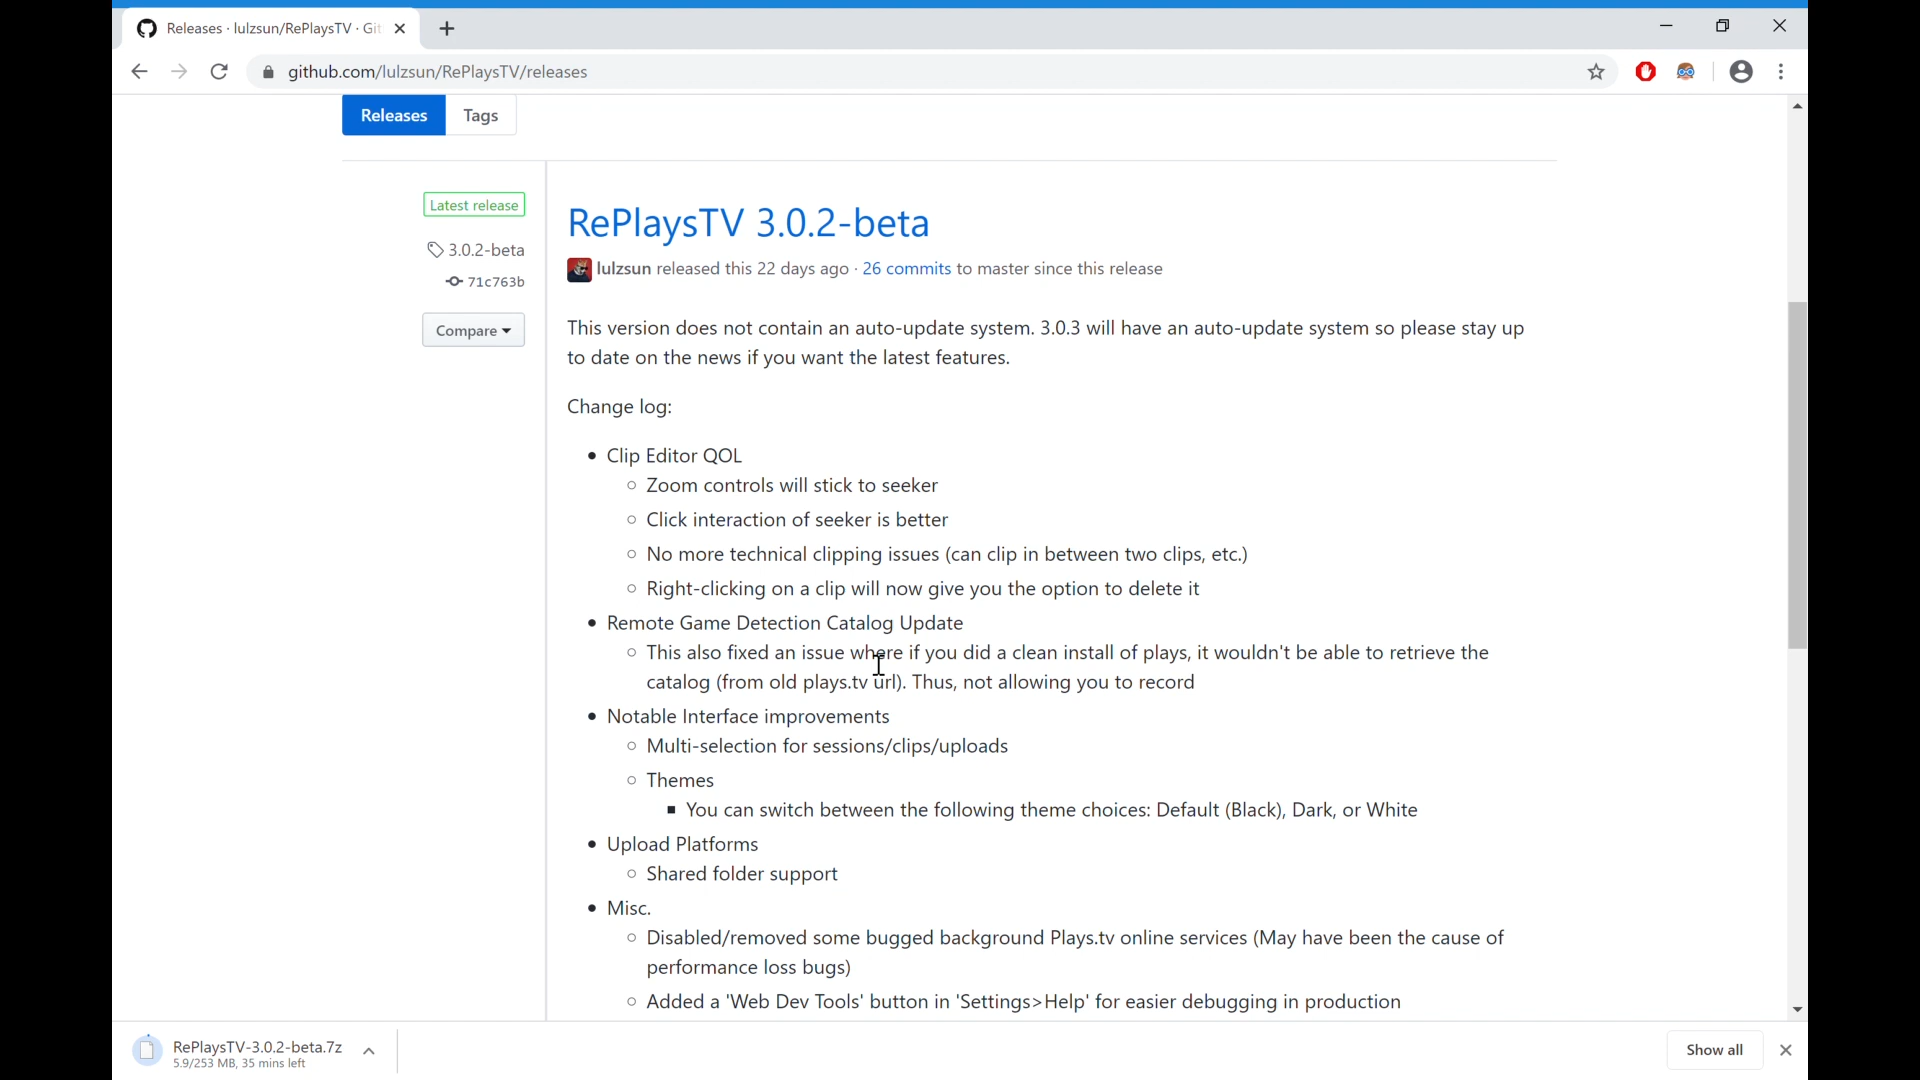 Releases · lulzsun/RePlaysTV · Git
github.com/lulzsun/RePlaysTV/releases
Releases
Tags
Latest release
3.0.2-beta
71c763b
Compare
RePlaysTV 3.0.2-beta
lulzsun released this 22 days ago · 26 commits to master since this release
This version does not contain an auto-update system. 3.0.3 will have an auto-update system so please stay up
to date on the news if you want the latest features.
Change log:
Clip Editor QOL
Zoom controls will stick to seeker
Click interaction of seeker is better
No more technical clipping issues (can clip in between two clips, etc.)
Right-clicking on a clip will now give you the option to delete it
Remote Game Detection Catalog Update
This also fixed an issue where if you did a clean install of plays, it wouldn't be able to retrieve the
catalog (from old plays.tv url). Thus, not allowing you to record
Notable Interface improvements
Multi-selection for sessions/clips/uploads
Themes
You can switch between the following theme choices: Default (Black), Dark, or White
Upload Platforms
Shared folder support
Misc.
Disabled/removed some bugged background Plays.tv online services (May have been the cause of
performance loss bugs)
Added a 'Web Dev Tools' button in 'Settings>Help' for easier debugging in production
RePlaysTV-3.0.2-beta.7z
5.9/253 MB, 35 mins left
Show all